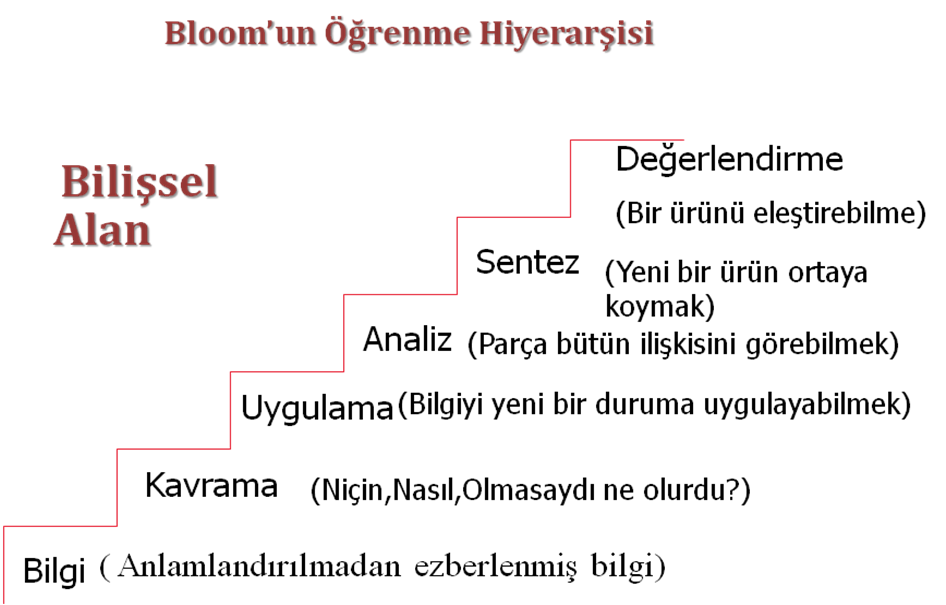 Bloom’un Öğrenme Hiyerarşisi
Bilişsel
Alan
Değerlendirme
(Bir ürünü eleştirebilme)
Sentez (Yeni bir ürün ortaya
koymak)
Analiz (Parça bütün ilişkisini görebilmek)
Uygulama (Bilgiyi yeni bir duruma uygulayabilmek)
Kavrama (Niçin,Nasıl,Olmasaydı ne olurdu?)
Bilgi ( Anlamlandırılmadan ezberlenmiş bilgi)